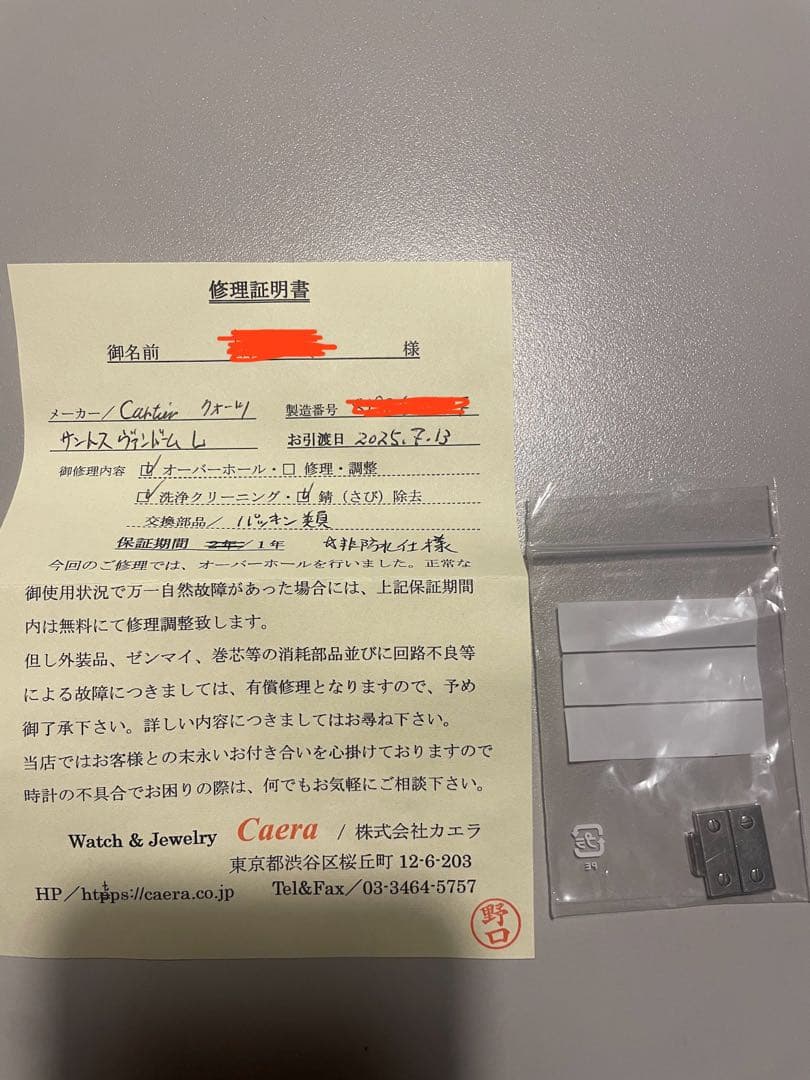 修理証明書
御名前 様
メーカー/Cartier クォーツ 製造番号
サントス ヴァンドーム L お引渡日 2025.7.13
御修理内容 ☑オーバーホール・☐ 修理・調整
☑洗浄クリーニング・☑錆(さび)除去
交換部品/ パッキン類
保証期間 2年/1年 ☆非防水仕様
今回のご修理では、オーバーホールを行いました。正常な
御使用状況で万一自然故障があった場合には、上記保証期間
内は無料にて修理調整致します。
但し外装品、ゼンマイ、巻芯等の消耗部品並びに回路不良等
による故障につきましては、有償修理となりますので、予め
御了承下さい。詳しい内容につきましてはお尋ね下さい。
当店ではお客様との末永いお付き合いを心掛けておりますので
時計の不具合でお困りの際は、何でもお気軽にご相談下さい。
Watch & Jewelry Caera / 株式会社カエラ
東京都渋谷区桜丘町 12-6-203
HP/https://caera.co.jp Tel&Fax/03-3464-5757
野口
プラ
PE